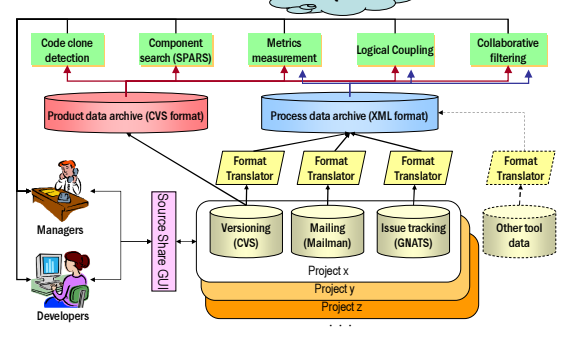 Code clone
detection
Component
search (SPARS)
Metrics
measurement
Logical Coupling
Collaborative
filtering
Product data archive (CVS format)
Process data archive (XML format)
Format
Translator
Format
Translator
Format
Translator
Format
Translator
Managers
Source Share GUI
Versioning
(CVS)
Mailing
(Mailman)
Issue tracking
(GNATS)
Other tool
data
Project x
Project y
Project z
. . .
Developers